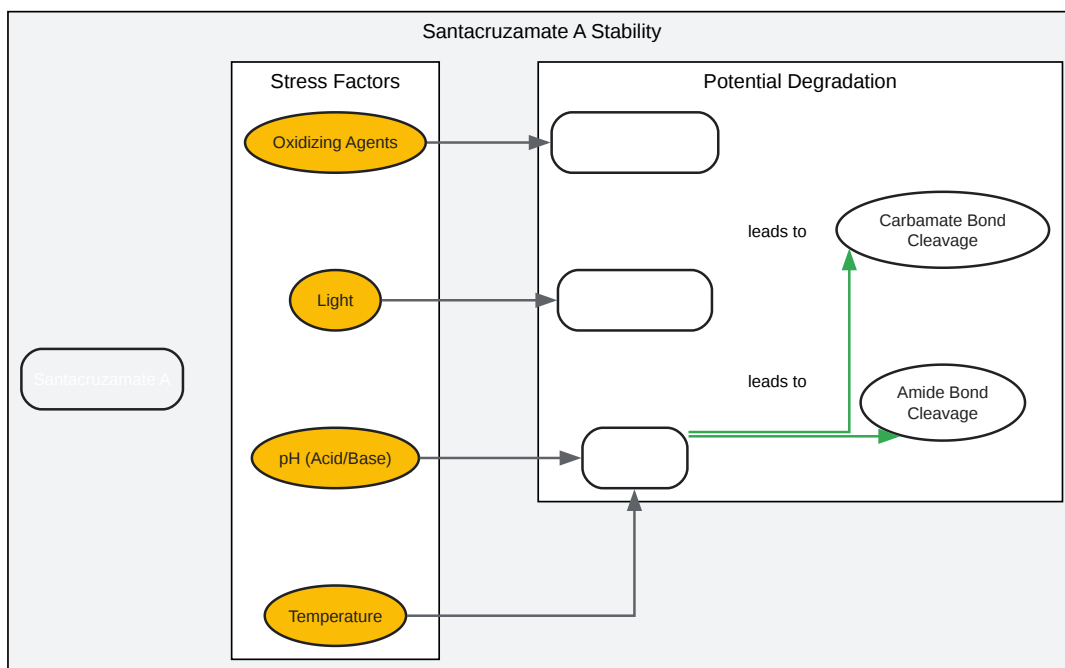 Santacruzamate A Stability
Stress Factors
Potential Degradation
Oxidizing Agents
leads to
Carbamate Bond
Cleavage
Light
Santacruzamate A
leads to
Amide Bond
Cleavage
pH (Acid/Base)
Temperature